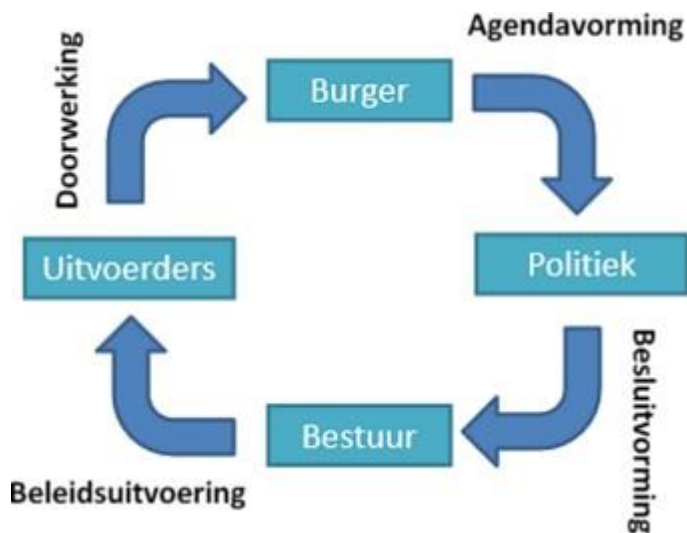 Agendavorming
Burger
Doorwerking
Uitvoerders
Politiek
Besluitvorming
Bestuur
Beleidsuitvoering